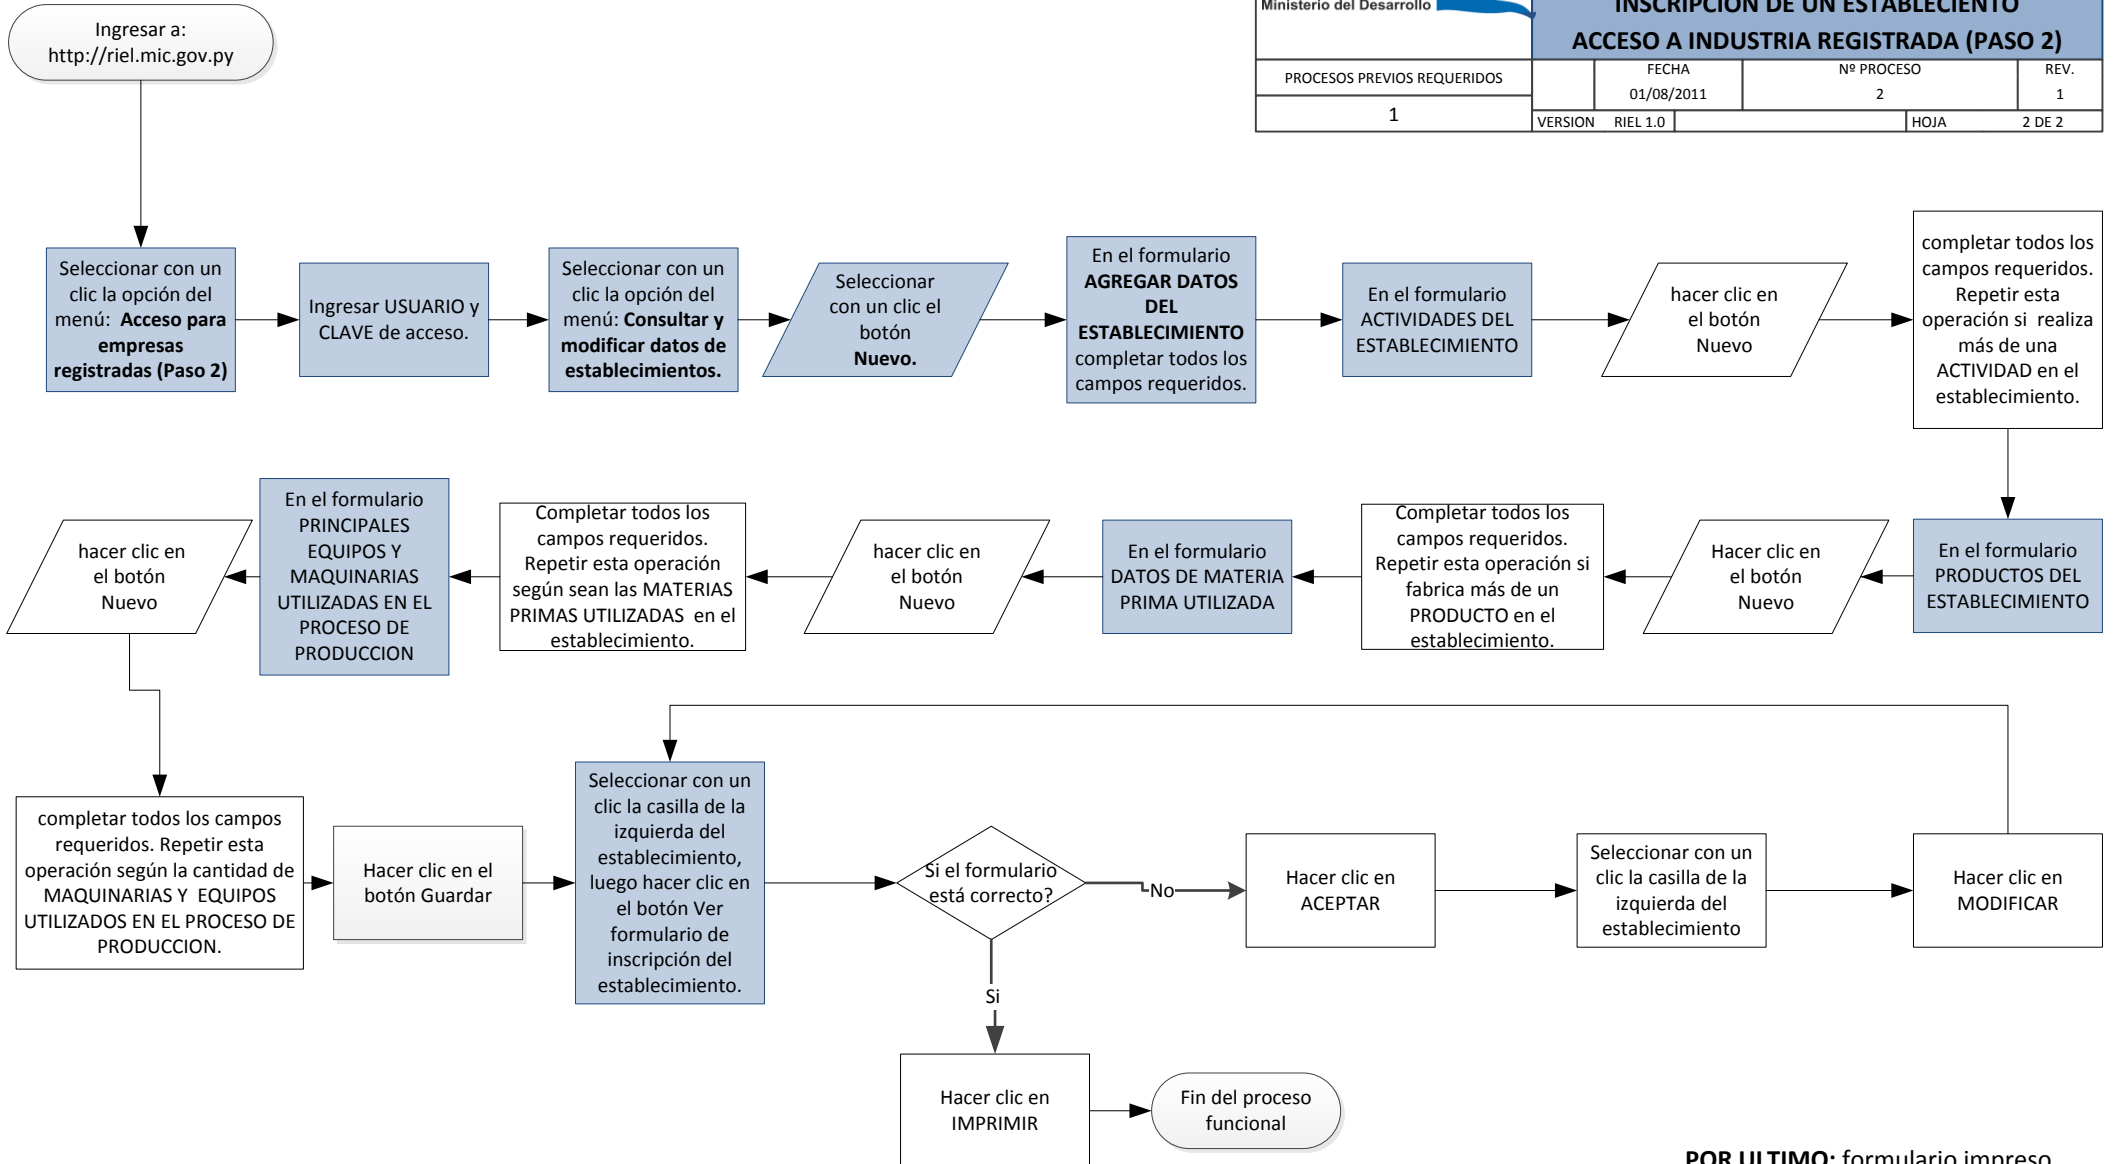 Ingresar a:
http://riel.mic.gov.py
Ministerio del Desarrollo
INSCRIPCION DE UN ESTABLECIENTO
ACCESO A INDUSTRIA REGISTRADA (PASO 2)
PROCESOS PREVIOS REQUERIDOS
1
FECHA
01/08/2011
Nº PROCESO
2
REV.
1
VERSION RIEL 1.0
HOJA 2 DE 2
Seleccionar con un
clic la opción del
menú: Acceso para
empresas
registradas (Paso 2)
Ingresar USUARIO y
CLAVE de acceso.
Seleccionar con un
clic la opción del
menú: Consultar y
modificar datos de
establecimientos.
Seleccionar
con un clic el
botón
Nuevo.
En el formulario
AGREGAR DATOS
DEL
ESTABLECIMIENTO
completar todos los
campos requeridos.
En el formulario
ACTIVIDADES DEL
ESTABLECIMIENTO
hacer clic en
el botón
Nuevo
completar todos los
campos requeridos.
Repetir esta
operación si realiza
más de una
ACTIVIDAD en el
establecimiento.
En el formulario
PRODUCTOS DEL
ESTABLECIMIENTO
Hacer clic en
el botón
Nuevo
Completar todos los
campos requeridos.
Repetir esta operación si
fabrica más de un
PRODUCTO en el
establecimiento.
En el formulario
DATOS DE MATERIA
PRIMA UTILIZADA
hacer clic en
el botón
Nuevo
Completar todos los
campos requeridos.
Repetir esta operación
según sean las MATERIAS
PRIMAS UTILIZADAS en el
establecimiento.
En el formulario
PRINCIPALES
EQUIPOS Y
MAQUINARIAS
UTILIZADAS EN EL
PROCESO DE
PRODUCCION
hacer clic en
el botón
Nuevo
completar todos los campos
requeridos. Repetir esta
operación según la cantidad de
MAQUINARIAS Y EQUIPOS
UTILIZADOS EN EL PROCESO DE
PRODUCCION.
Hacer clic en el
botón Guardar
Seleccionar con un
clic la casilla de la
izquierda del
establecimiento,
luego hacer clic en
el botón Ver
formulario de
inscripción del
establecimiento.
Si el formulario
está correcto?
No
Hacer clic en
ACEPTAR
Seleccionar con un
clic la casilla de la
izquierda del
establecimiento
Hacer clic en
MODIFICAR
Si
Hacer clic en
IMPRIMIR
Fin del proceso
funcional
POR ULTIMO: formulario impreso